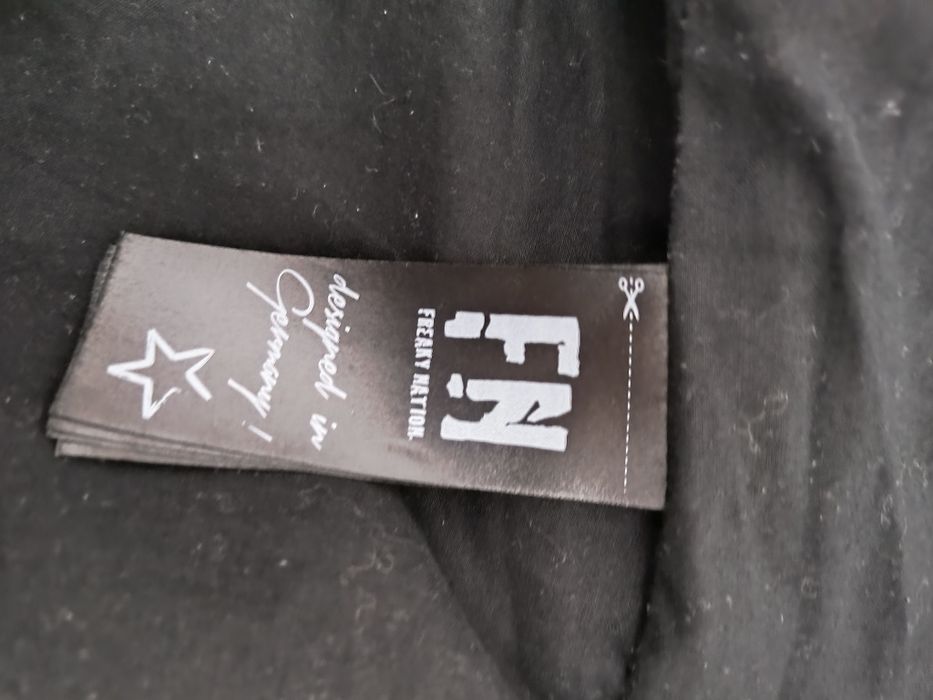 FN
FREAKY NATION.
designed in
Germany!